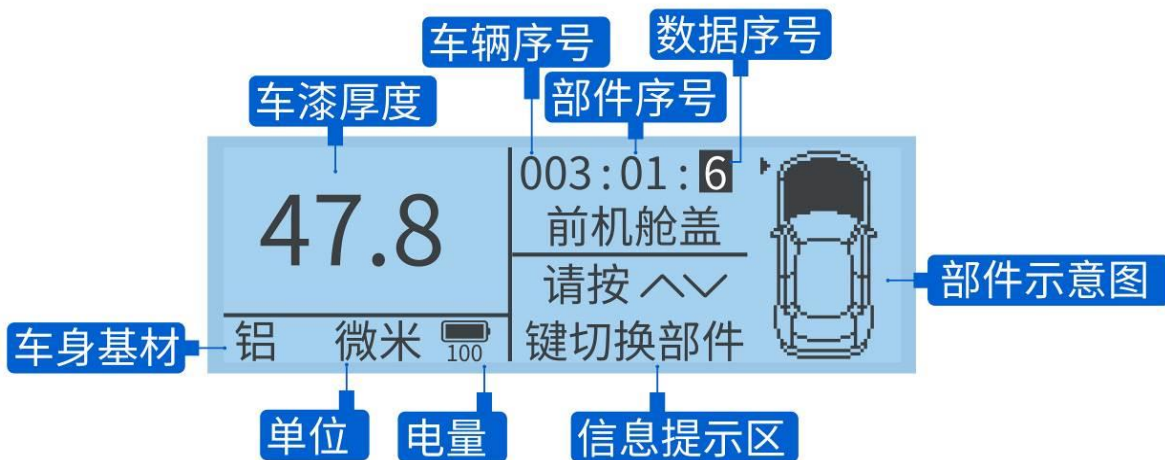 车辆序号
数据序号
车漆厚度
部件序号
003:01:6
47.8
前机舱盖
请按
部件示意图
车身基材
铝
微米
100
键切换部件
单位
电量
信息提示区